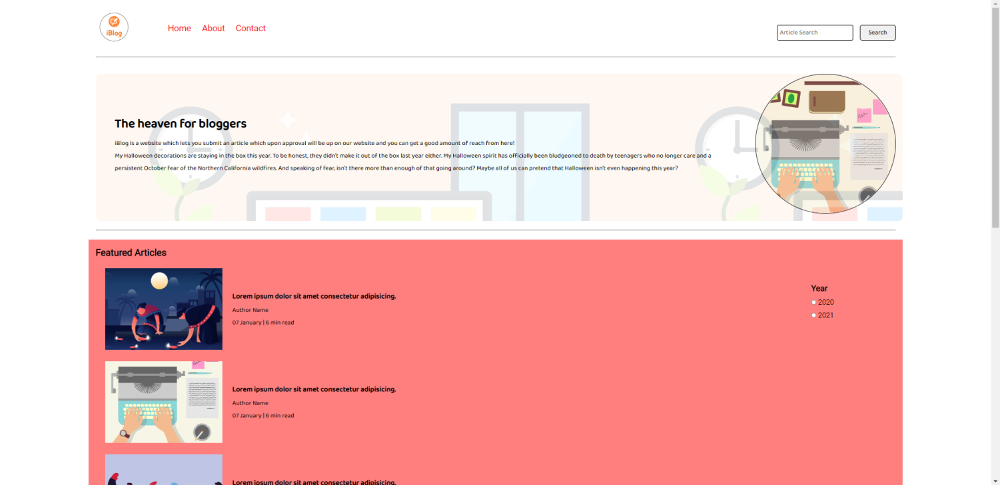 iBlog
Home About Contact
Article Search
Search
The heaven for bloggers
iBlog is a website which lets you submit an article which upon approval will be up on our website and you can get a good amount of reach from here!
My Halloween decorations are staying in the box this year. To be honest, they didn't make it out of the box last year either. My Halloween spirit has officially been bludgeoned to death by teenagers who no longer care and a
persistent October fear of the Northern California wildfires. And speaking of fear, isn't there more than enough of that going around? Maybe all of us can pretend that Halloween isn't even happening this year?
Featured Articles
Lorem ipsum dolor sit amet consectetur adipisicing.
Author Name
07 January | 6 min read
Year
2020
2021
Lorem ipsum dolor sit amet consectetur adipisicing.
Author Name
07 January | 6 min read
Lorem ipsum dolor sit amet consectetur adipisicing.